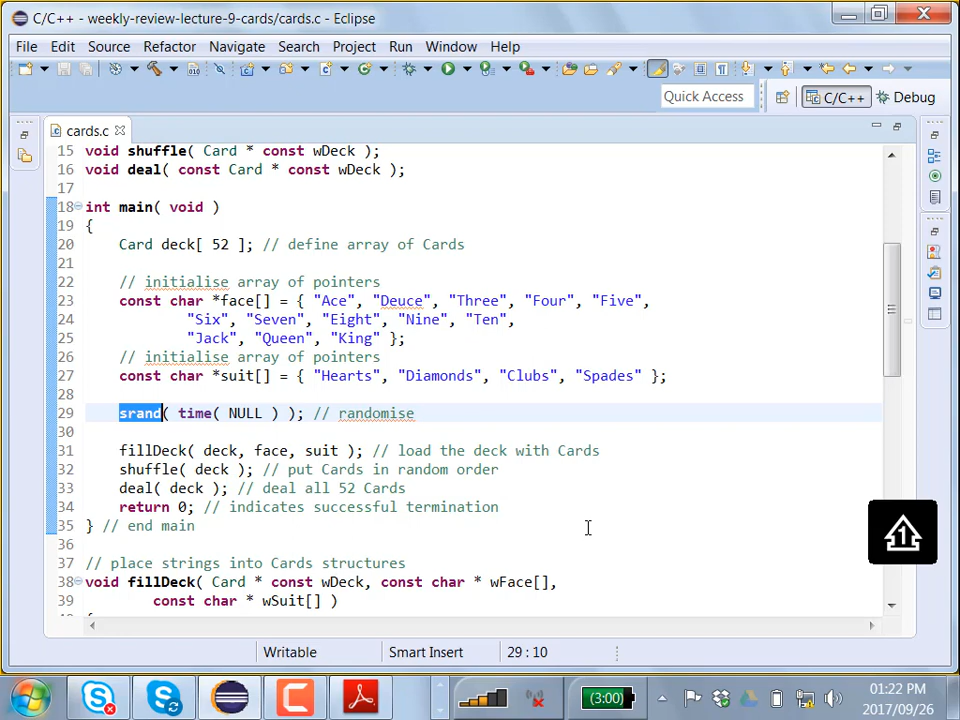 C/C++ - weekly-review-lecture-9-cards/cards.c - Eclipse
File Edit Source Refactor Navigate Search Project Run Window Help
Quick Access C/C++ Debug
cards.c
15 void shuffle( Card * const wDeck );
16 void deal( const Card * const wDeck );
17
18 int main( void )
19 {
20 Card deck[ 52 ]; // define array of Cards
21
22 // initialise array of pointers
23 const char *face[] = { "Ace", "Deuce", "Three", "Four", "Five",
24 "Six", "Seven", "Eight", "Nine", "Ten",
25 "Jack", "Queen", "King" };
26 // initialise array of pointers
27 const char *suit[] = { "Hearts", "Diamonds", "Clubs", "Spades" };
28
29 srand( time( NULL ) ); // randomise
30
31 fillDeck( deck, face, suit ); // load the deck with Cards
32 shuffle( deck ); // put Cards in random order
33 deal( deck ); // deal all 52 Cards
34 return 0; // indicates successful termination
35 } // end main
36
37 // place strings into Cards structures
38 void fillDeck( Card * const wDeck, const char * wFace[],
39 const char * wSuit[] )
Writable Smart Insert 29 : 10
(3:00) 01:22 PM
2017/09/26